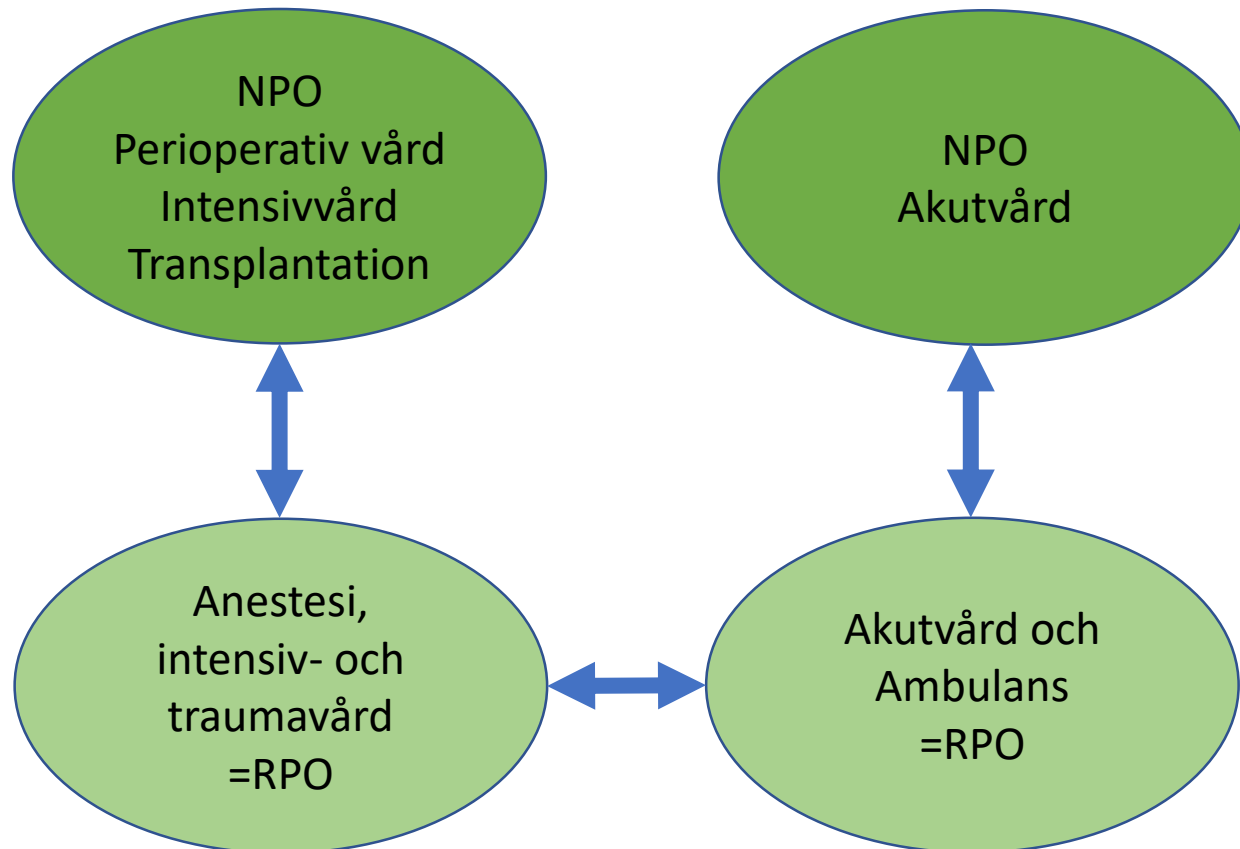 NPO
Perioperativ vård
Intensivvård
Transplantation
NPO
Akutvård
Anestesi,
intensiv- och
traumavård
=RPO
Akutvård och
Ambulans
=RPO